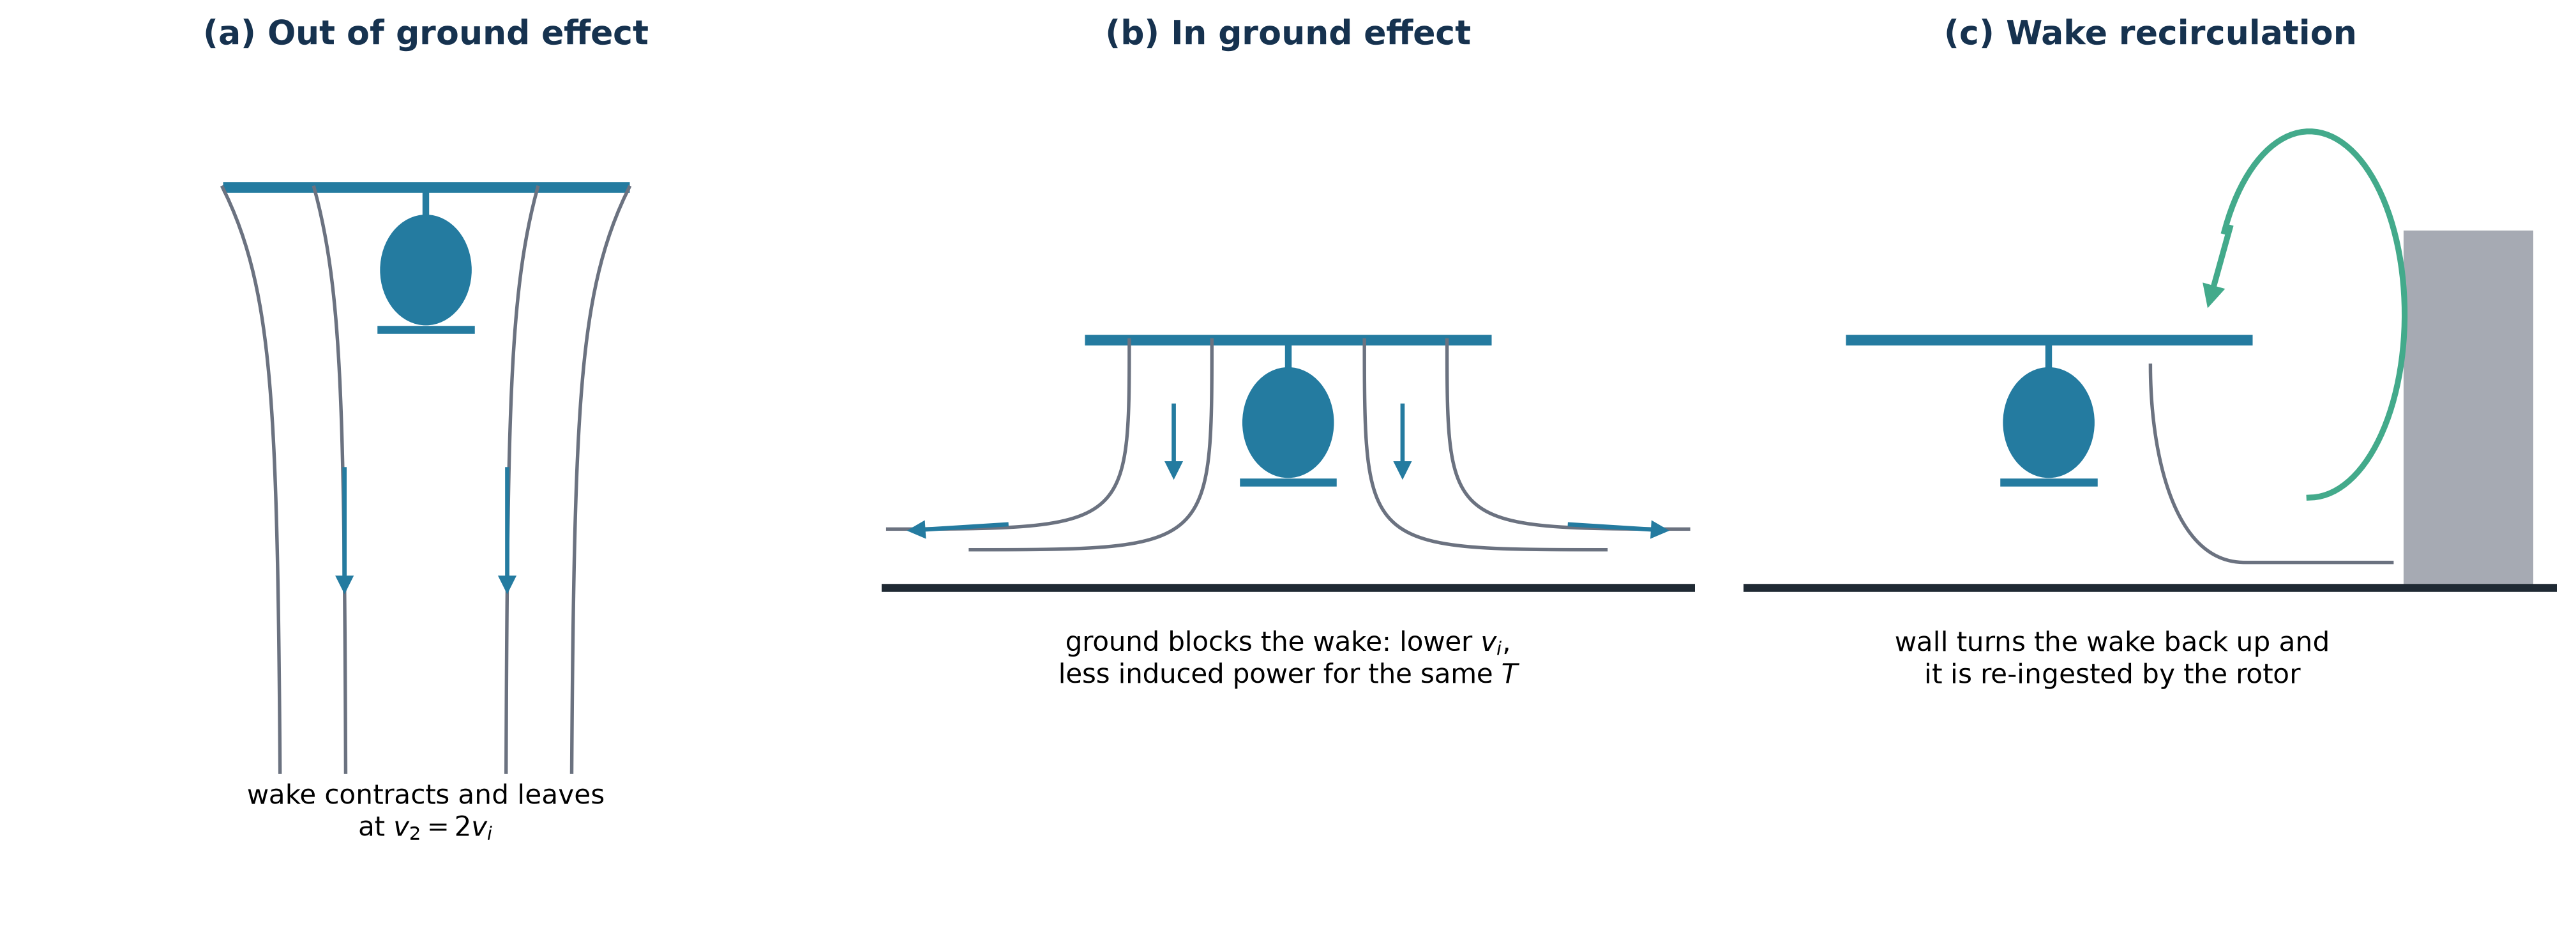 (a) Out of ground effect
(b) In ground effect
(c) Wake recirculation
ground blocks the wake: lower vᵢ,
less induced power for the same T
wall turns the wake back up and
it is re-ingested by the rotor
wake contracts and leaves
at v₂ = 2vᵢ